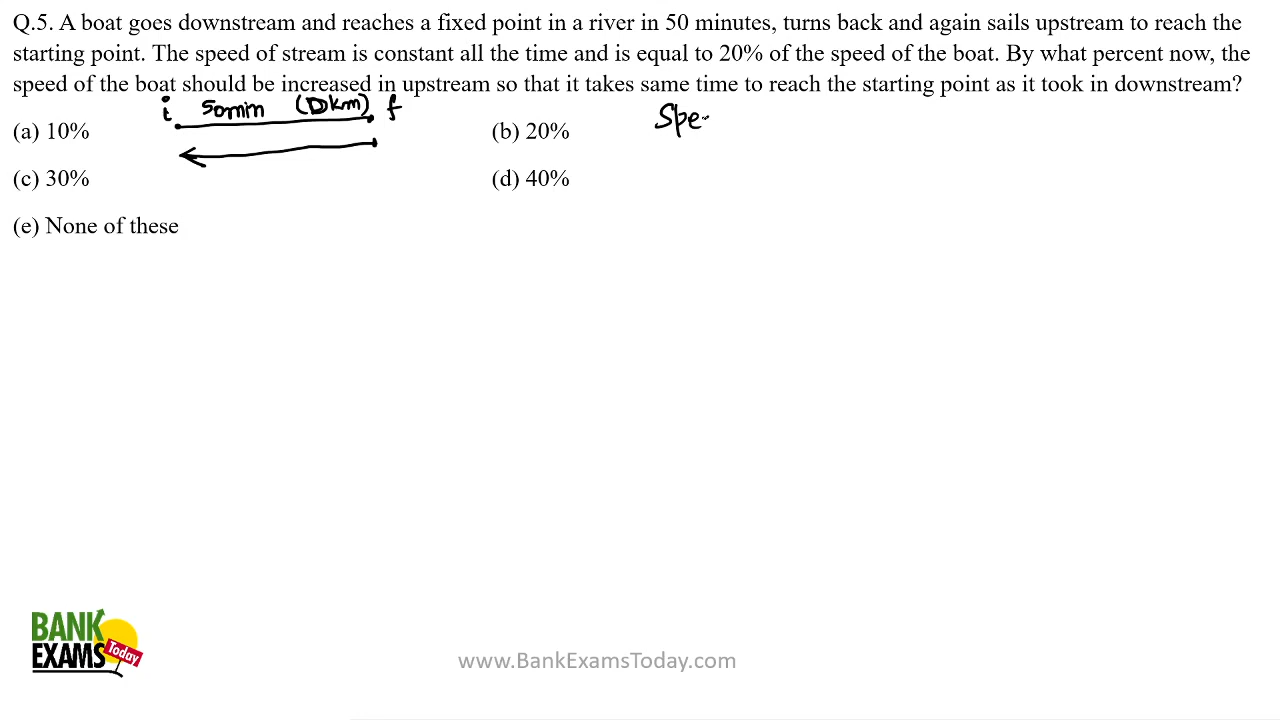 Q.5. A boat goes downstream and reaches a fixed point in a river in 50 minutes, turns back and again sails upstream to reach the
starting point. The speed of stream is constant all the time and is equal to 20% of the speed of the boat. By what percent now, the
speed of the boat should be increased in upstream so that it takes same time to reach the starting point as it took in downstream?
i 50min (Dkm) f
Spe
(a) 10%
(b) 20%
(c) 30%
(d) 40%
(e) None of these
BANK
EXAMS Today
www.BankExamsToday.com